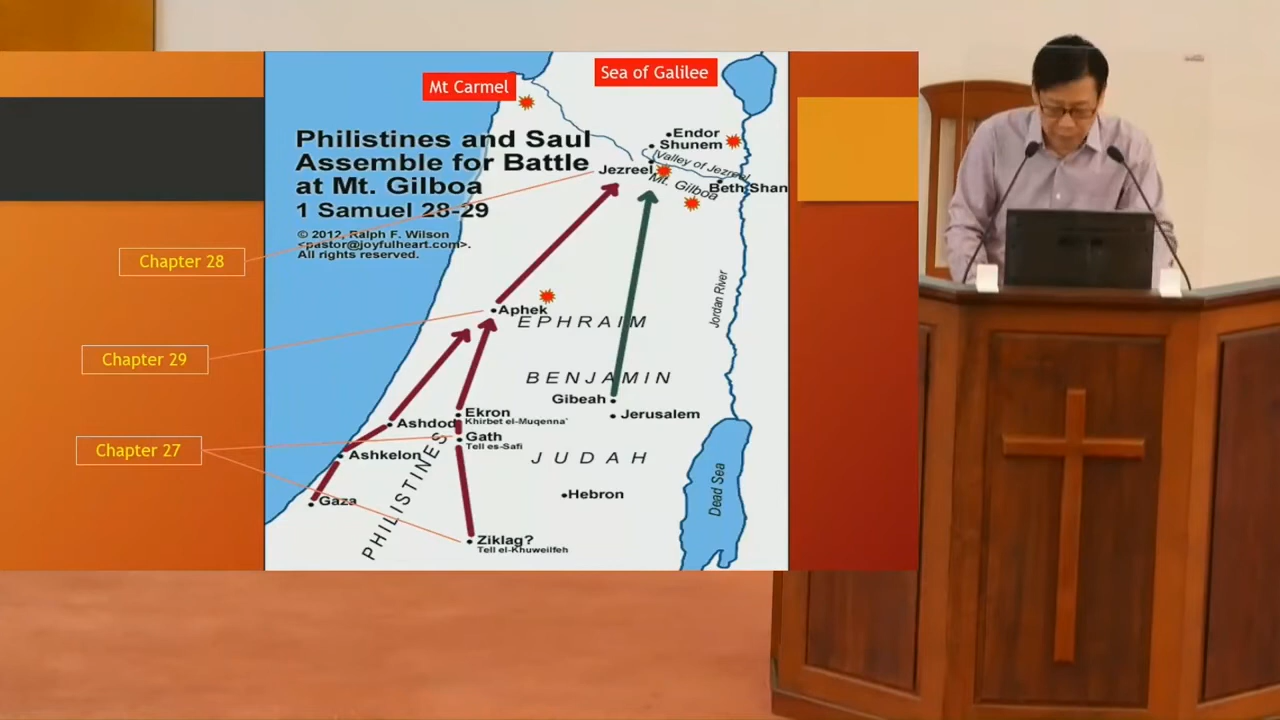 Mt Carmel
Sea of Galilee
Philistines and Saul
Assemble for Battle
at Mt. Gilboa
1 Samuel 28-29
© 2012, Ralph F. Wilson
<pastor@joyfulheart.com>.
All rights reserved.
Endor
Shunem
Valley of Jezreel
Jezreel
Mt. Gilboa
Beth Shan
Chapter 28
Jordan River
Aphek
EPHRAIM
Chapter 29
BENJAMIN
Gibeah
Jerusalem
Ekron
Khirbet el-Muqenna'
Ashdod
Gath
Tell es-Safi
Chapter 27
Ashkelon
JUDAH
PHILISTINES
Dead Sea
Hebron
Gaza
Ziklag?
Tell el-Khuweilfeh